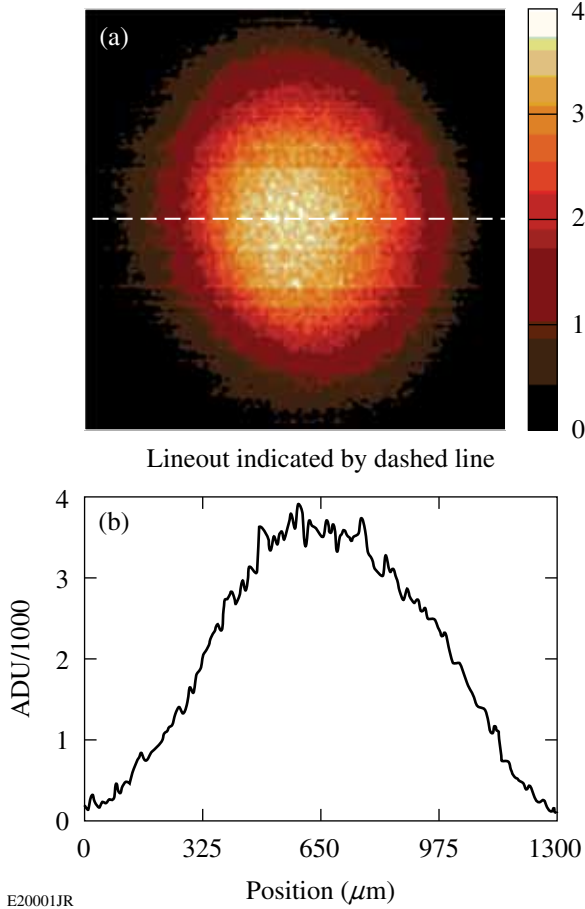 (a)
4
3
2
1
0
Lineout indicated by dashed line
(b)
4
3
2
1
0
ADU/1000
0 325 650 975 1300
Position (μm)
E20001JR